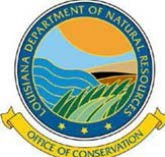 LOUISIANA DEPARTMENT OF NATURAL RESOURCES
OFFICE OF CONSERVATION